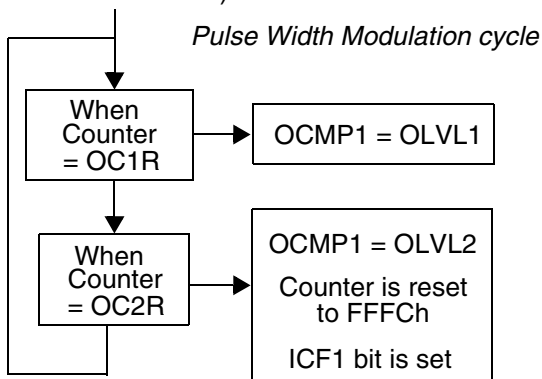 Pulse Width Modulation cycle
When
Counter
= OC1R
OCMP1 = OLVL1
When
Counter
= OC2R
OCMP1 = OLVL2
Counter is reset
to FFFCh
ICF1 bit is set